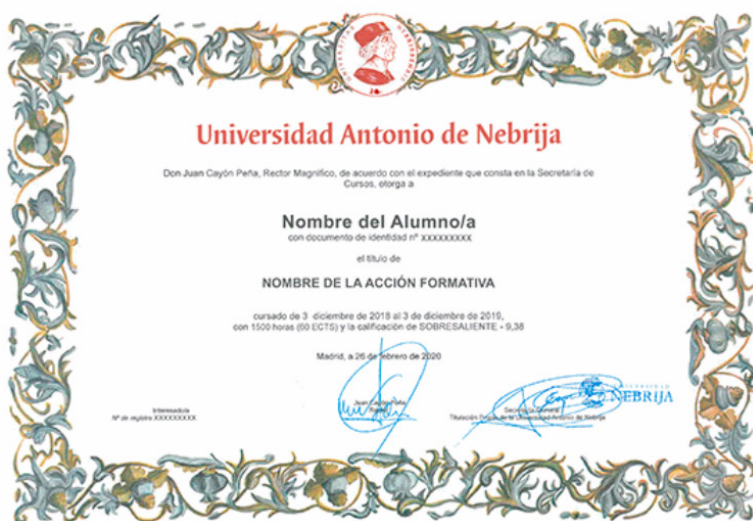 Universidad Antonio de Nebrija
Don Juan Cayón Peña, Rector Magnífico, de acuerdo con el expediente que consta en la Secretaría de
Cursos, otorga a
Nombre del Alumno/a
con documento de identidad nº XXXXXXXXX
el título de
NOMBRE DE LA ACCIÓN FORMATIVA
cursado de 3 diciembre de 2018 al 3 de diciembre de 2019,
con 1500 horas (60 ECTS) y la calificación de SOBRESALIENTE - 9,38
Madrid, a 26 de febrero de 2020
Interesado/a
Nº de registro XXXXXXXXX
Juan Cayón Peña
Rector
Secretaría General
Titulación Propia de la Universidad Antonio de Nebrija
UNIVERSIDAD
NEBRIJA